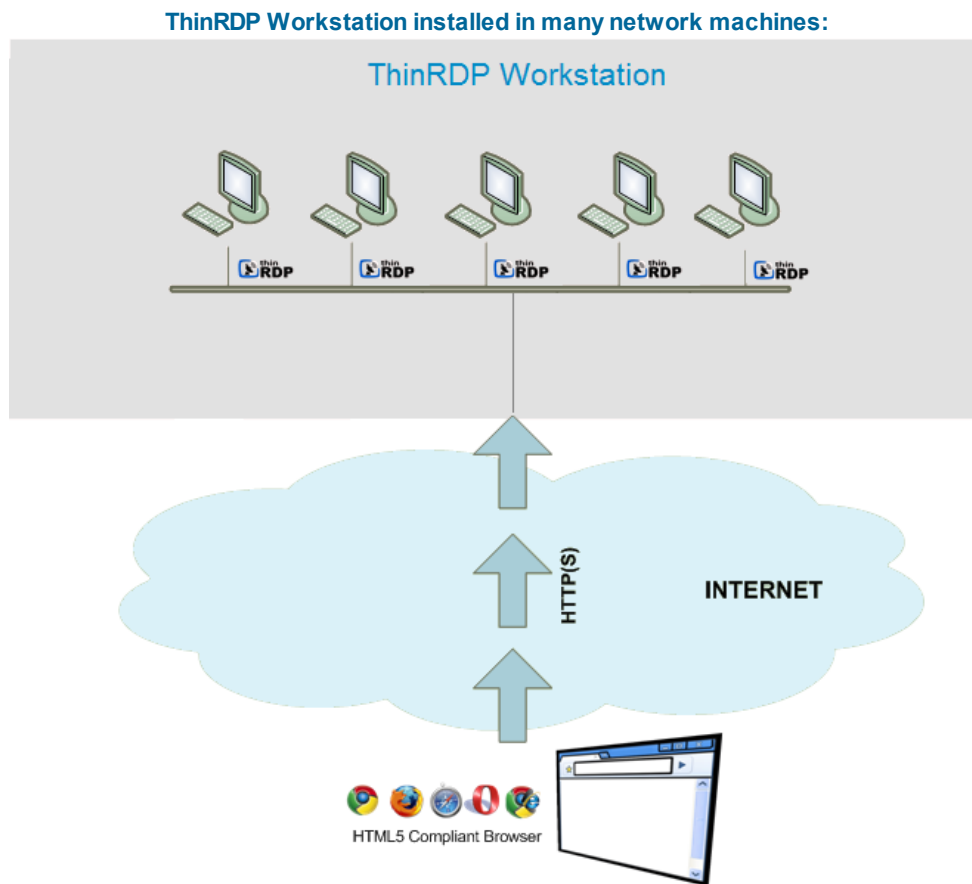 ThinRDP Workstation installed in many network machines:
ThinRDP Workstation
thin RDP
thin RDP
thin RDP
thin RDP
thin RDP
HTTP(S)
INTERNET
HTML5 Compliant Browser